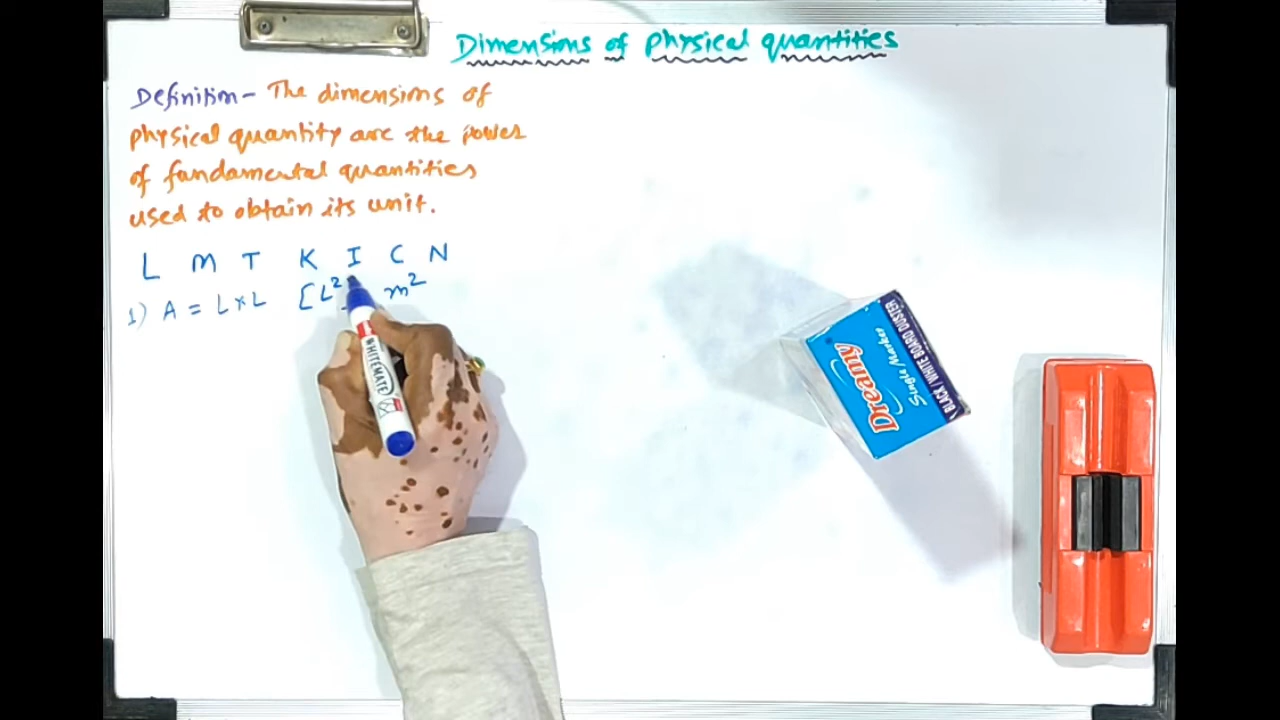 Dimensions of physical quantities
Definition- The dimensions of
physical quantity are the power
of fundamental quantities
used to obtain its unit.
L M T K I C N
1) A = L×L [L² m²
WHITEMATE
Dreamy
Single Marker
BLACK / WHITE BOARD DUSTER